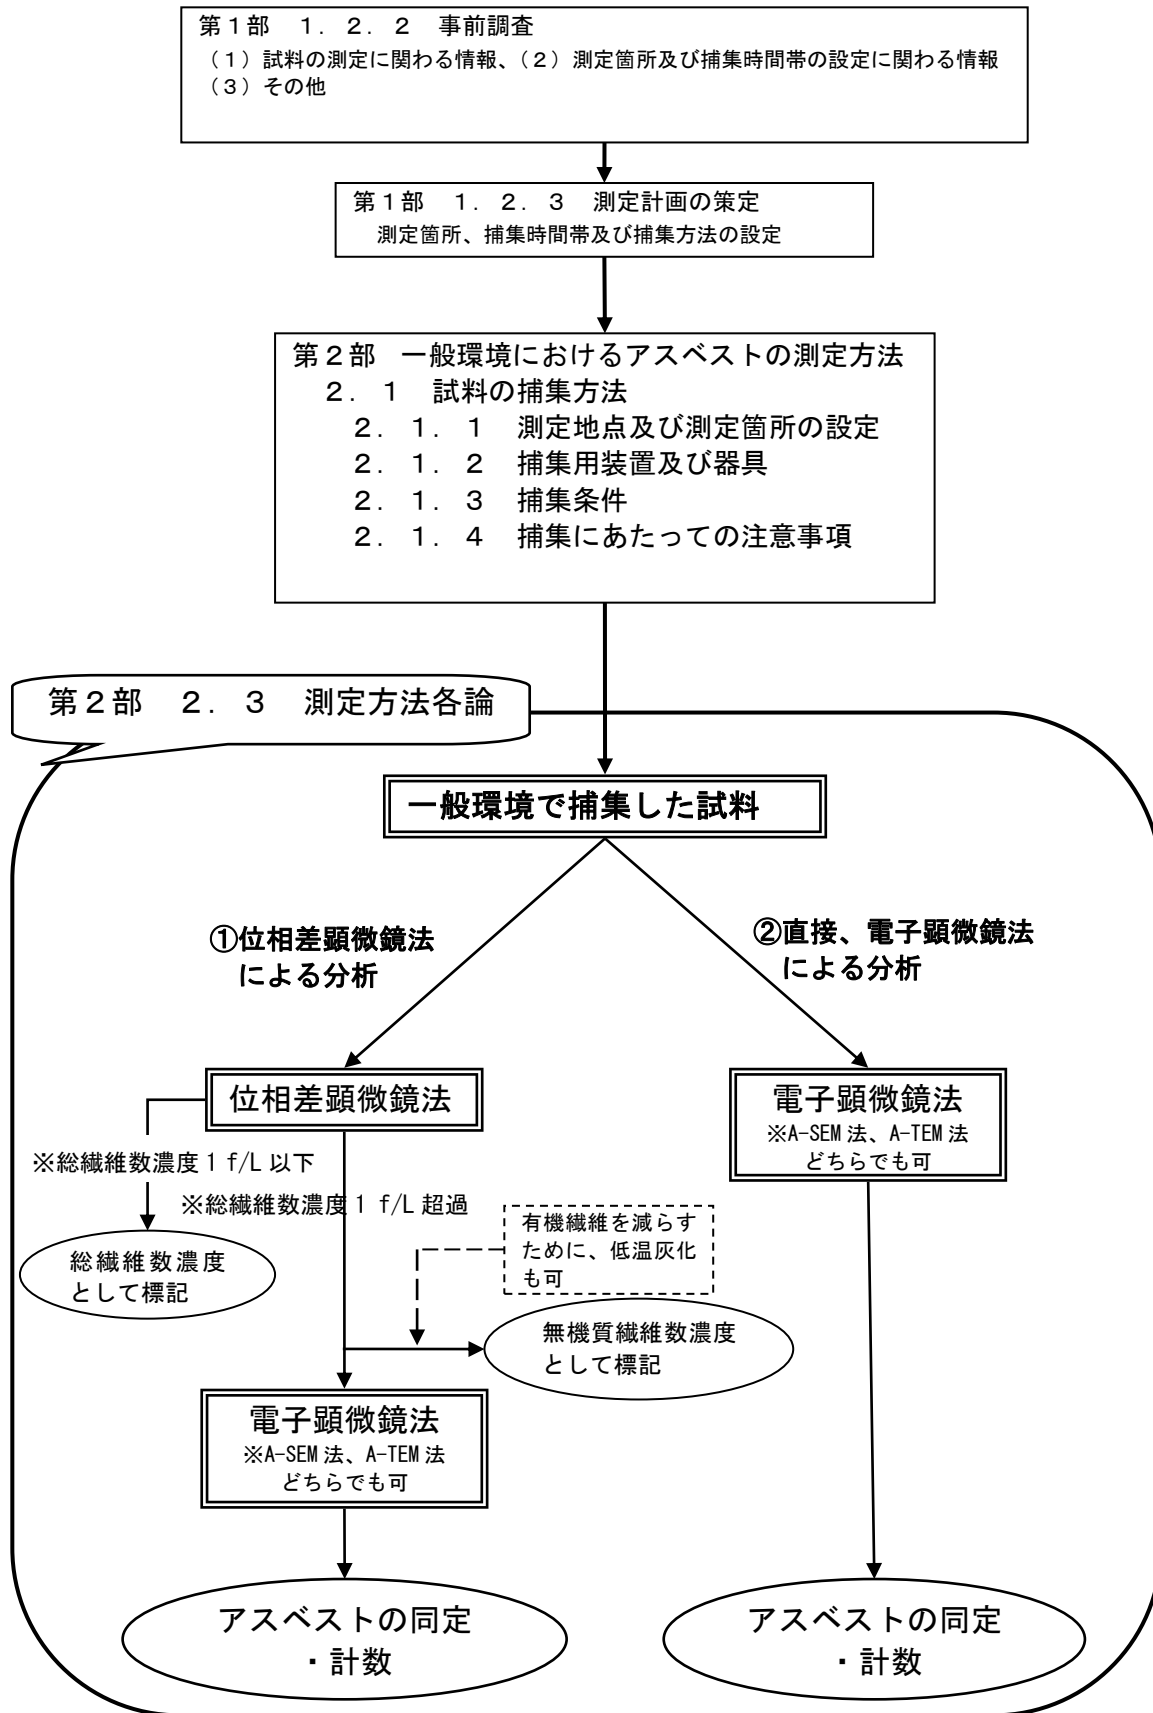 第１部　１．２．２　事前調査
（１）試料の測定に関わる情報、（２）測定箇所及び捕集時間帯の設定に関わる情報
（３）その他
第１部　１．２．３　測定計画の策定
測定箇所、捕集時間帯及び捕集方法の設定
第２部　一般環境におけるアスベストの測定方法
２．１　試料の捕集方法
２．１．１　測定地点及び測定箇所の設定
２．１．２　捕集用装置及び器具
２．１．３　捕集条件
２．１．４　捕集にあたっての注意事項
第２部　２．３　測定方法各論
一般環境で捕集した試料
①位相差顕微鏡法
による分析
②直接、電子顕微鏡法
による分析
位相差顕微鏡法
電子顕微鏡法
※A-SEM 法、A-TEM 法
どちらでも可
※総繊維数濃度 1 f/L 以下
※総繊維数濃度 1 f/L 超過
有機繊維を減らす
ために、低温灰化
も可
総繊維数濃度
として標記
無機質繊維数濃度
として標記
電子顕微鏡法
※A-SEM 法、A-TEM 法
どちらでも可
アスベストの同定
・計数
アスベストの同定
・計数